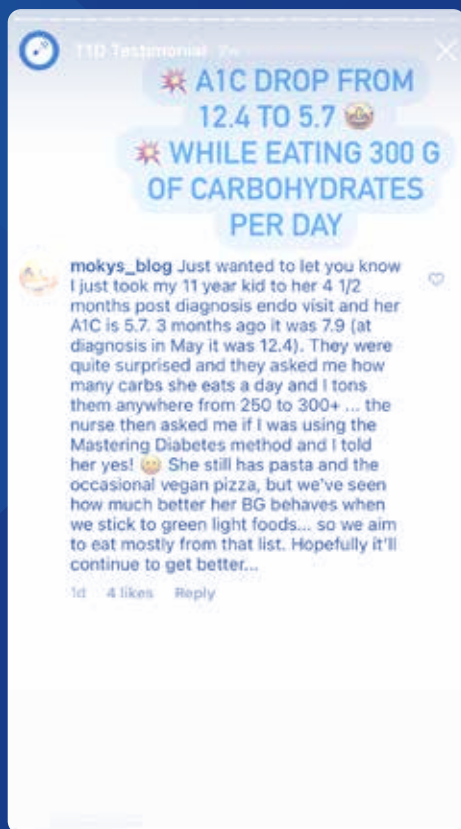 T1D Testimonial
A1C DROP FROM
12.4 TO 5.7 🤩
💥 WHILE EATING 300 G
OF CARBOHYDRATES
PER DAY
mokys_blog Just wanted to let you know
I just took my 11 year kid to her 4 1/2
months post diagnosis endo visit and her
A1C is 5.7. 3 months ago it was 7.9 (at
diagnosis in May it was 12.4). They were
quite surprised and they asked me how
many carbs she eats a day and I tons
them anywhere from 250 to 300+ ... the
nurse then asked me if I was using the
Mastering Diabetes method and I told
her yes! She still has pasta and the
occasional vegan pizza, but we've seen
how much better her BG behaves when
we stick to green light foods... so we aim
to eat mostly from that list. Hopefully it'll
continue to get better...
1d 4 likes Reply